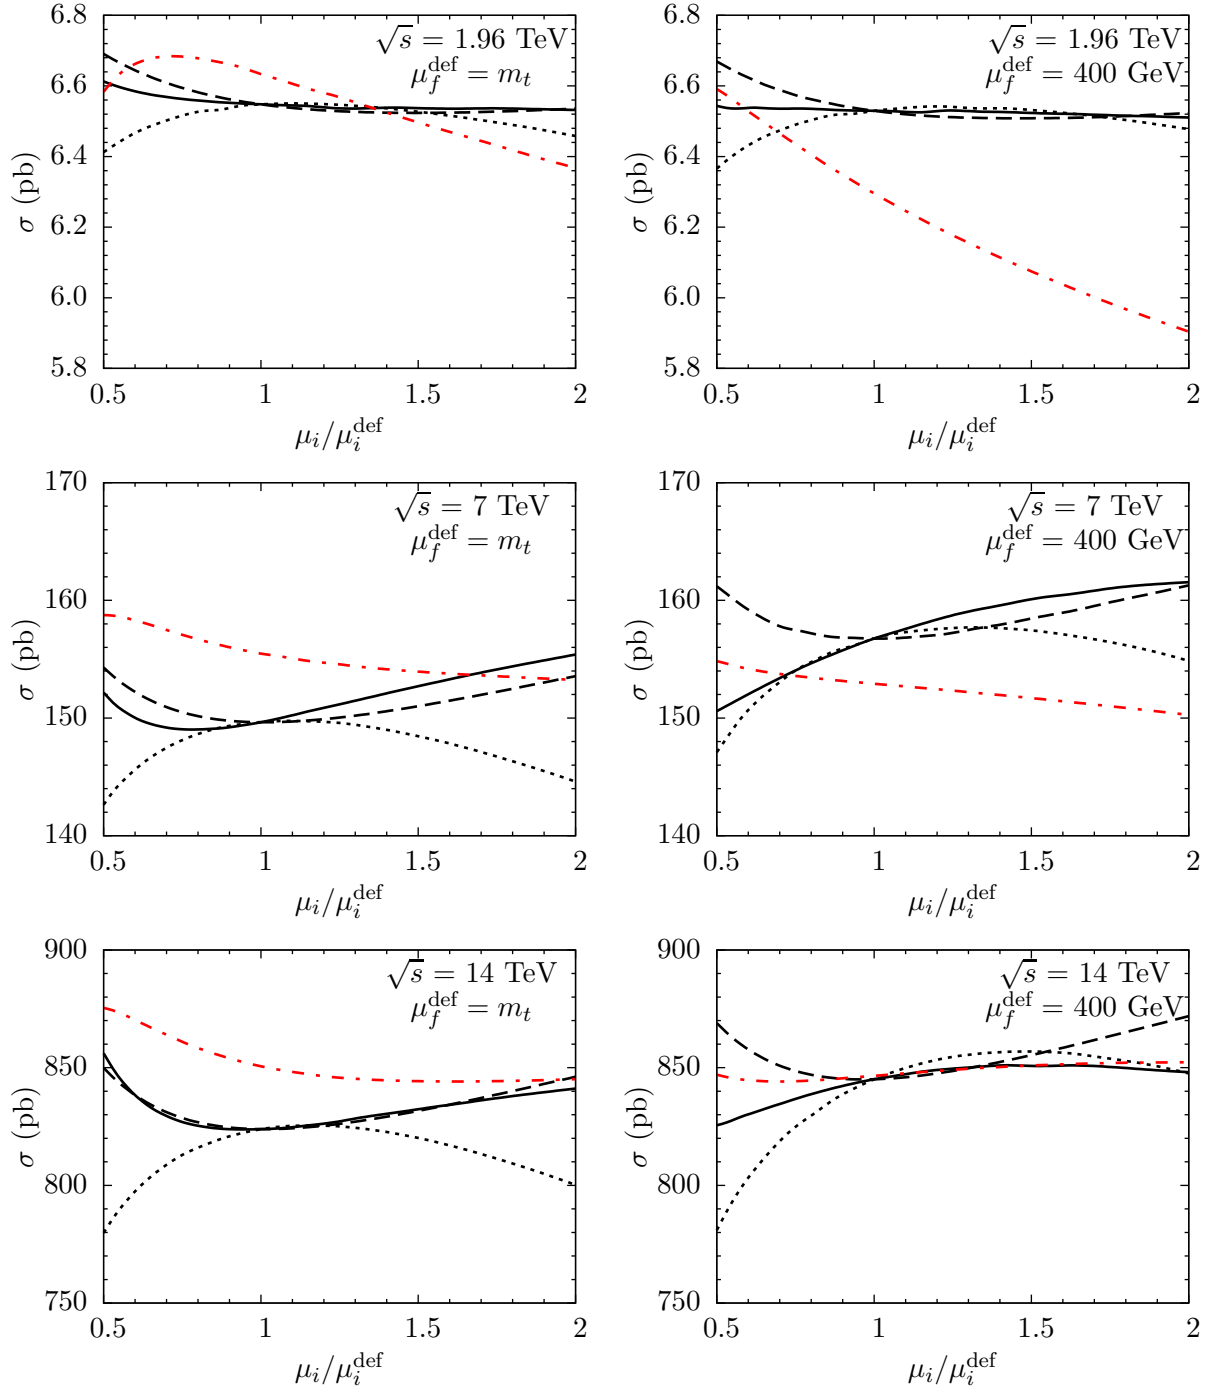 6.8
6.6
6.4
6.2
6.0
5.8
σ (pb)
√s = 1.96 TeV
μ_f^def = m_t
0.5 1 1.5 2
μ_i/μ_i^def
6.8
6.6
6.4
6.2
6.0
5.8
σ (pb)
√s = 1.96 TeV
μ_f^def = 400 GeV
0.5 1 1.5 2
μ_i/μ_i^def
170
160
150
140
σ (pb)
√s = 7 TeV
μ_f^def = m_t
0.5 1 1.5 2
μ_i/μ_i^def
170
160
150
140
σ (pb)
√s = 7 TeV
μ_f^def = 400 GeV
0.5 1 1.5 2
μ_i/μ_i^def
900
850
800
750
σ (pb)
√s = 14 TeV
μ_f^def = m_t
0.5 1 1.5 2
μ_i/μ_i^def
900
850
800
750
σ (pb)
√s = 14 TeV
μ_f^def = 400 GeV
0.5 1 1.5 2
μ_i/μ_i^def